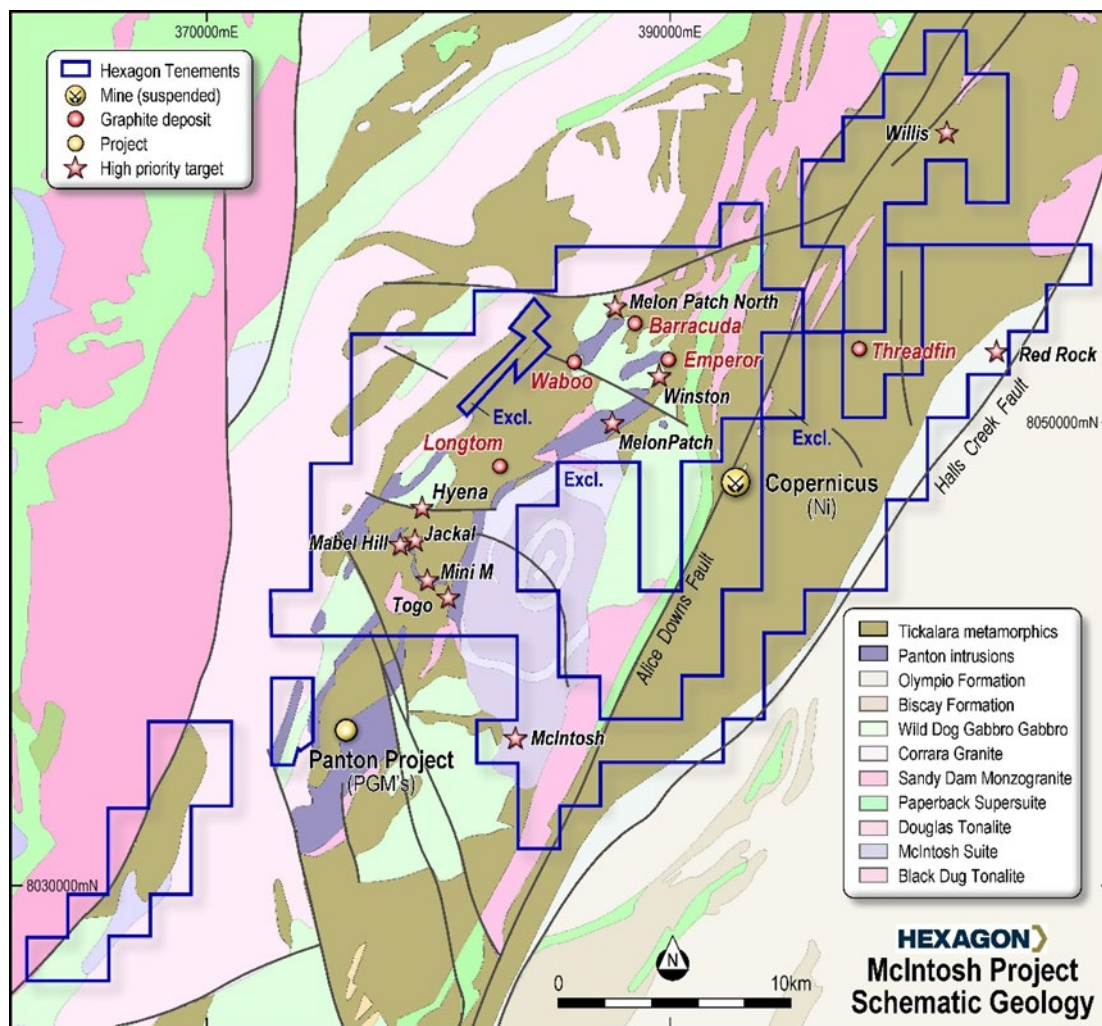 370000mE
390000mE
Hexagon Tenements
Mine (suspended)
Graphite deposit
Project
High priority target
Willis
Melon Patch North
Barracuda
Emperor
Threadfin
Red Rock
Waboo
Winston
Excl.
MelonPatch
Excl.
8050000mN
Longtom
Excl.
Copernicus
(Ni)
Halls Creek Fault
Hyena
Jackal
Mabel Hill
Mini M
Togo
Alice Downs Fault
McIntosh
Panton Project
(PGM's)
Tickalara metamorphics
Panton intrusions
Olympio Formation
Biscay Formation
Wild Dog Gabbro Gabbro
Corrara Granite
Sandy Dam Monzogranite
Paperback Supersuite
Douglas Tonalite
McIntosh Suite
Black Dug Tonalite
8030000mN
N
0
10km
HEXAGON
McIntosh Project
Schematic Geology